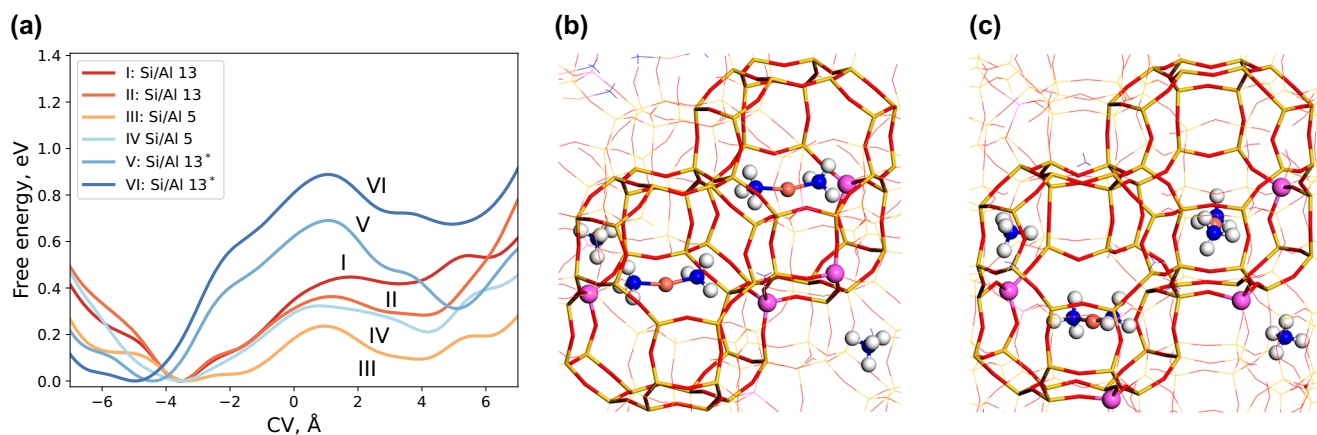 (a)
(b)
(c)
Free energy, eV
1.4
1.2
1.0
0.8
0.6
0.4
0.2
0.0
I: Si/Al 13
II: Si/Al 13
III: Si/Al 5
IV Si/Al 5
V: Si/Al 13*
VI: Si/Al 13*
VI
V
I
II
IV
III
−6 −4 −2 0 2 4 6
CV, Å